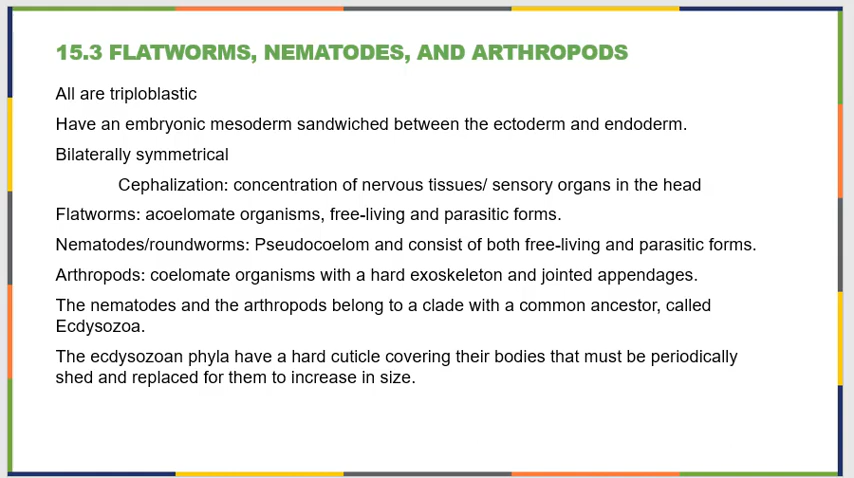 15.3 FLATWORMS, NEMATODES, AND ARTHROPODS
All are triploblastic
Have an embryonic mesoderm sandwiched between the ectoderm and endoderm.
Bilaterally symmetrical
Cephalization: concentration of nervous tissues/ sensory organs in the head
Flatworms: acoelomate organisms, free-living and parasitic forms.
Nematodes/roundworms: Pseudocoelom and consist of both free-living and parasitic forms.
Arthropods: coelomate organisms with a hard exoskeleton and jointed appendages.
The nematodes and the arthropods belong to a clade with a common ancestor, called
Ecdysozoa.
The ecdysozoan phyla have a hard cuticle covering their bodies that must be periodically
shed and replaced for them to increase in size.